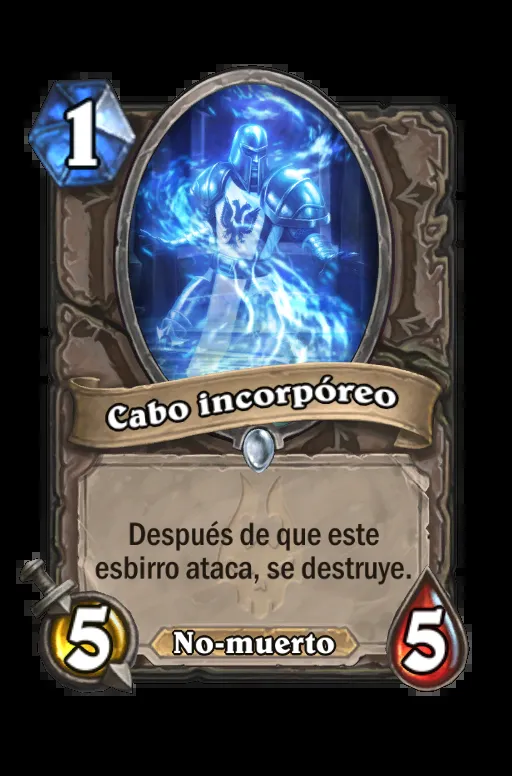 1
Cabo incorpóreo
Después de que este
esbirro ataca, se destruye.
5
No-muerto
5